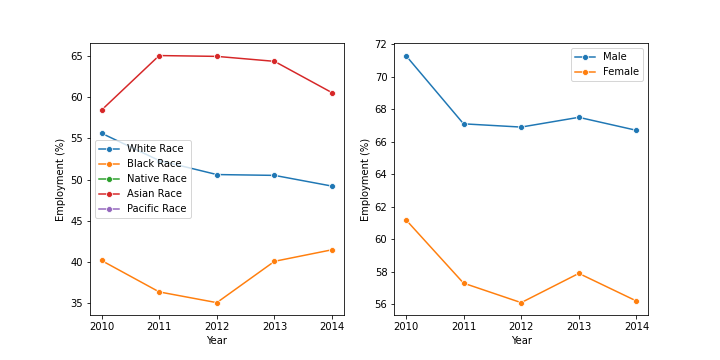 65
60
55
50
45
40
35
Employment (%)
White Race
Black Race
Native Race
Asian Race
Pacific Race
2010 2011 2012 2013 2014
Year
72
70
68
66
64
62
60
58
56
Employment (%)
Male
Female
2010 2011 2012 2013 2014
Year